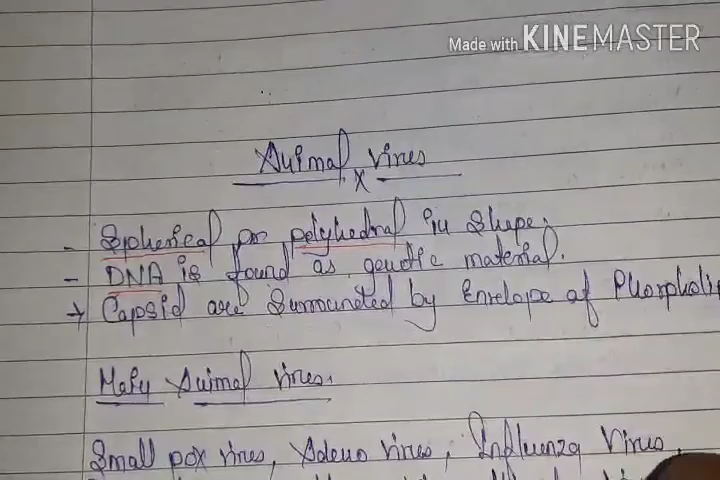 Made with KINEMASTER
Animal virus
x
- Spherical or polyhedral in shape.
- DNA is found as genetic material.
→ Capsid are surrounded by Envelope of Phospholip
Many Animal virus.
Small pox virus, Adeno virus, Influenza Virus,